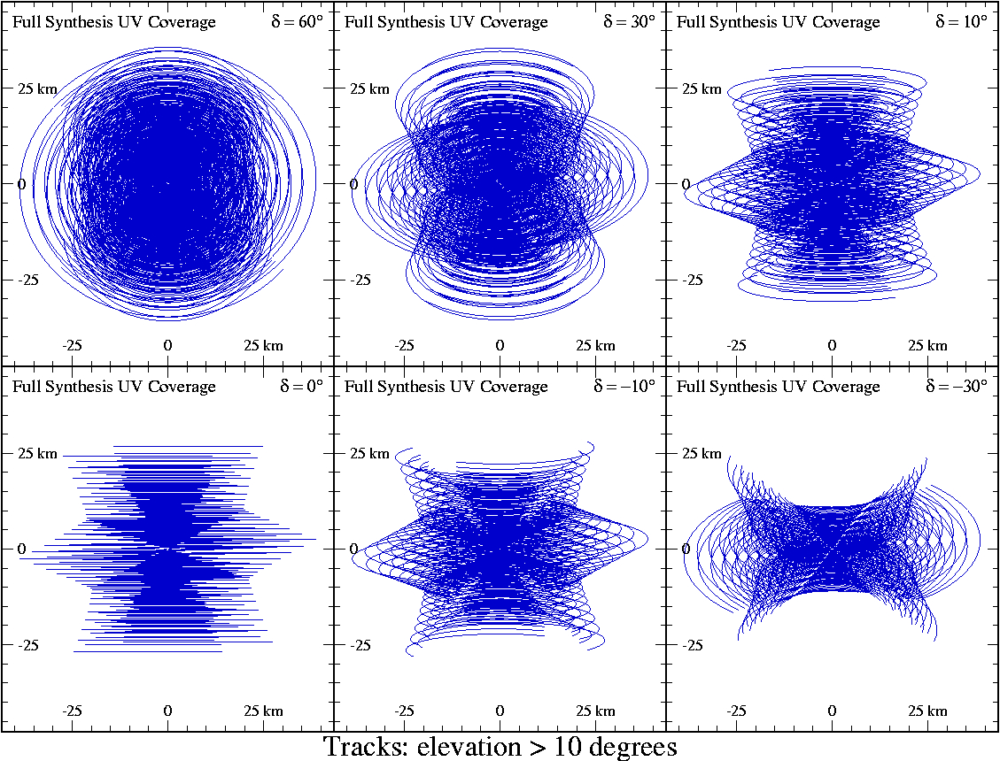 Full Synthesis UV Coverage δ = 60°
25 km
0
-25
-25 0 25 km
Full Synthesis UV Coverage δ = 30°
25 km
0
-25
-25 0 25 km
Full Synthesis UV Coverage δ = 10°
25 km
0
-25
-25 0 25 km
Full Synthesis UV Coverage δ = 0°
25 km
0
-25
-25 0 25 km
Full Synthesis UV Coverage δ = −10°
25 km
0
-25
-25 0 25 km
Full Synthesis UV Coverage δ = −30°
25 km
0
-25
-25 0 25 km
Tracks: elevation > 10 degrees